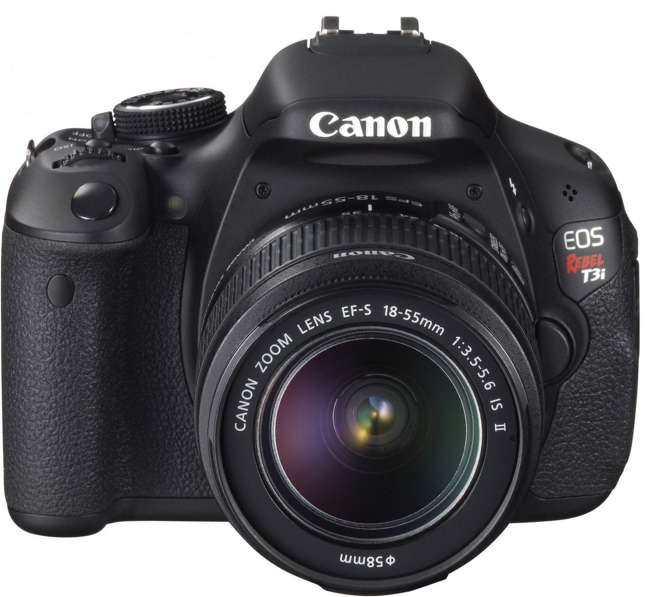 Canon
EFS 18-55mm
Canon
EOS
REBEL
T3i
CANON ZOOM LENS EF-S 18-55mm 1:3.5-5.6 IS II
Φ58mm